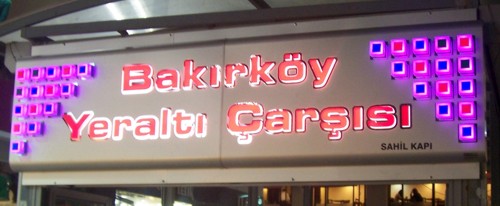 Bakırköy
Yeraltı Çarşısı
SAHİL KAPI